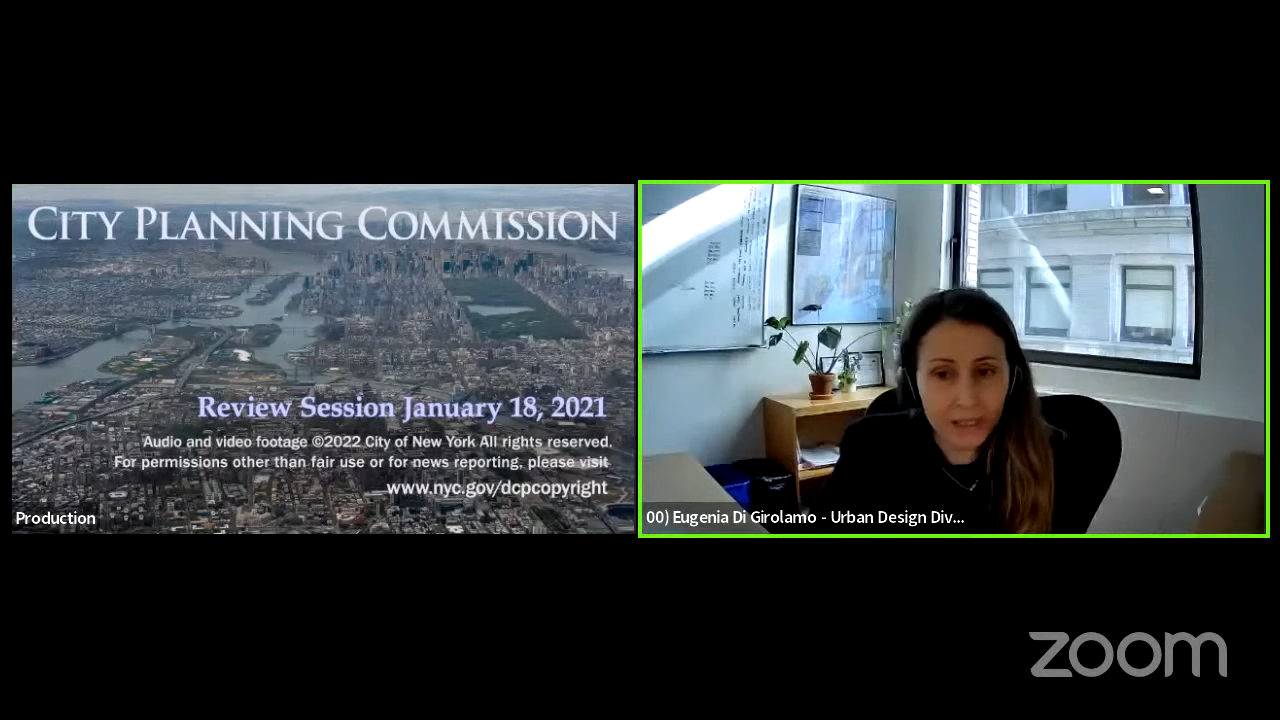 CITY PLANNING COMMISSION
Review Session January 18, 2021
Audio and video footage ©2022 City of New York All rights reserved.
For permissions other than fair use or for news reporting, please visit
www.nyc.gov/dcpcopyright
Production
00) Eugenia Di Girolamo - Urban Design Div...
zoom